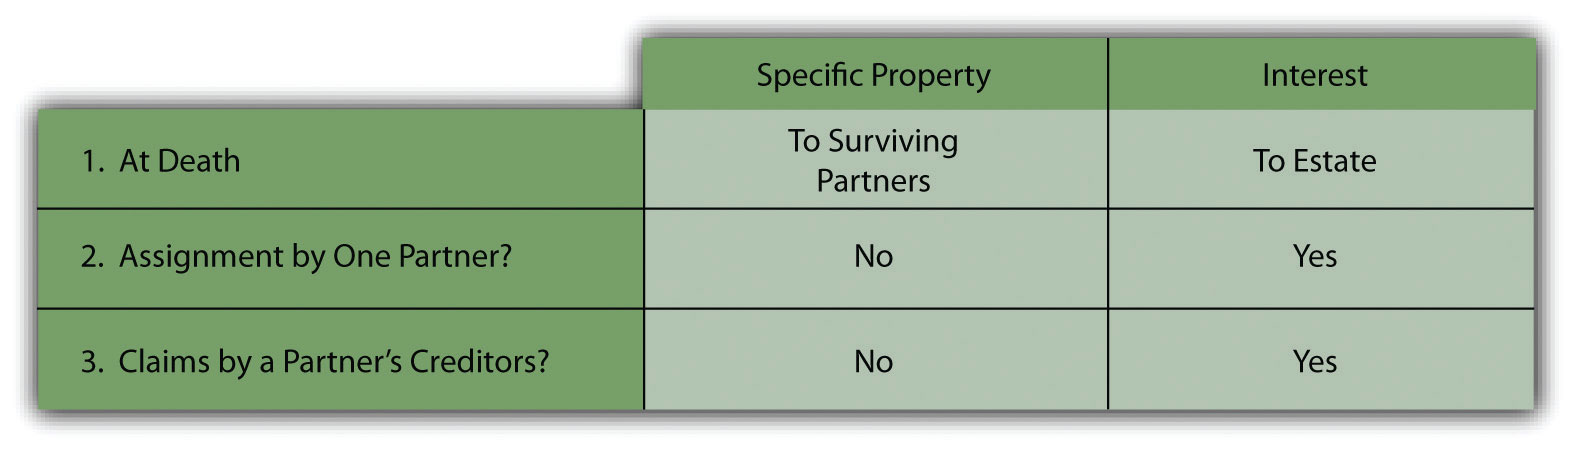 Specific Property
Interest
1. At Death
To Surviving
Partners
To Estate
2. Assignment by One Partner?
No
Yes
3. Claims by a Partner’s Creditors?
No
Yes